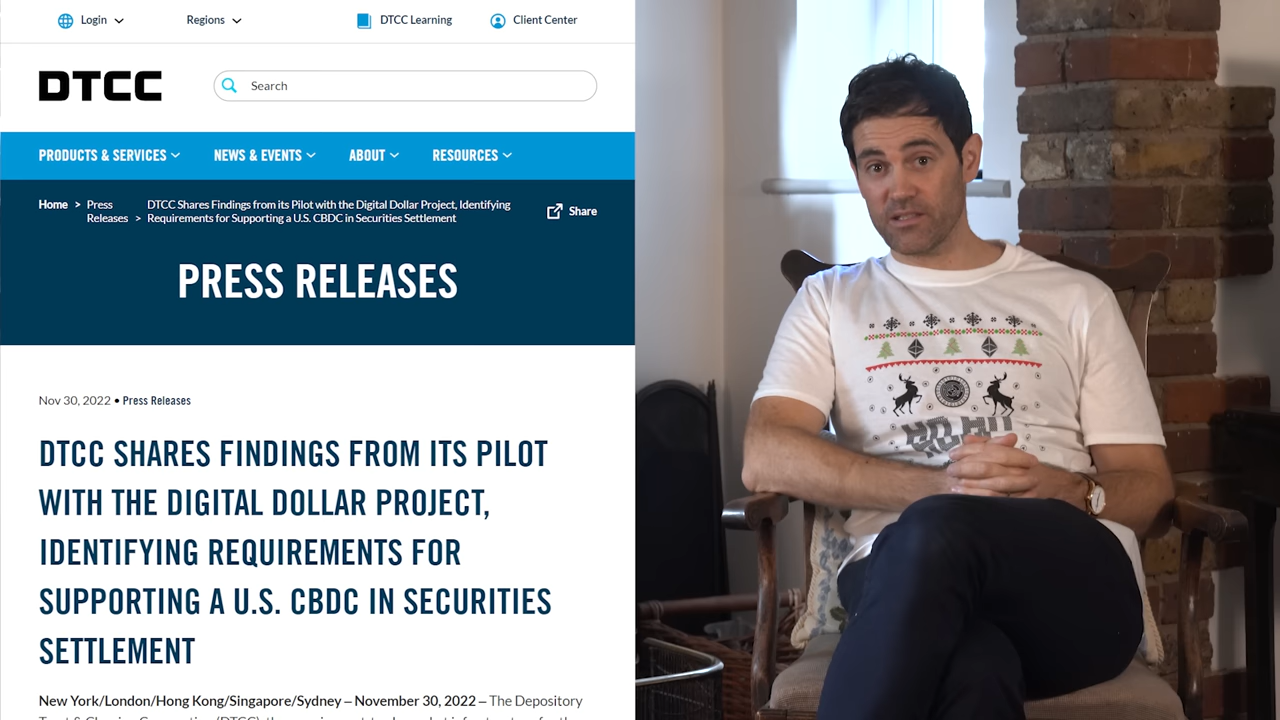 Login
Regions
DTCC Learning
Client Center
DTCC
Search
PRODUCTS & SERVICES
NEWS & EVENTS
ABOUT
RESOURCES
Home > Press Releases > DTCC Shares Findings from its Pilot with the Digital Dollar Project, Identifying
Requirements for Supporting a U.S. CBDC in Securities Settlement
Share
PRESS RELEASES
Nov 30, 2022 • Press Releases
DTCC SHARES FINDINGS FROM ITS PILOT
WITH THE DIGITAL DOLLAR PROJECT,
IDENTIFYING REQUIREMENTS FOR
SUPPORTING A U.S. CBDC IN SECURITIES
SETTLEMENT
New York/London/Hong Kong/Singapore/Sydney – November 30, 2022 – The Depository